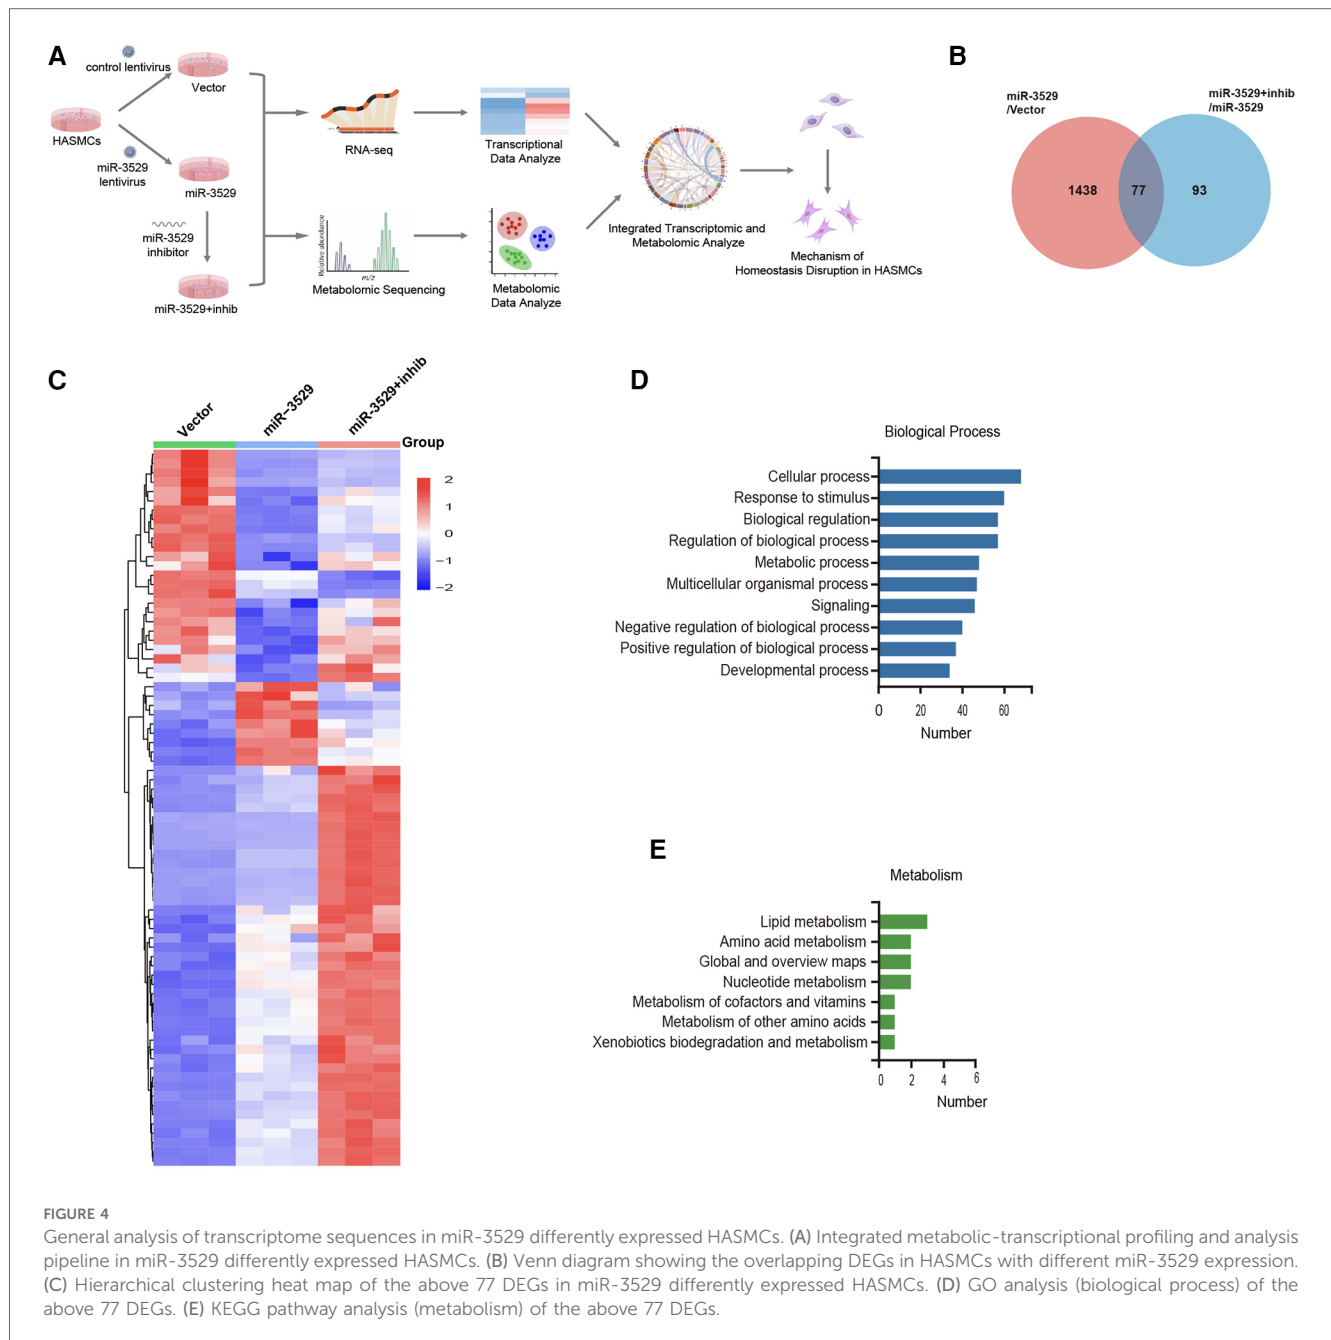 A
control lentivirus
Vector
HASMCs
miR-3529
lentivirus
miR-3529
miR-3529
inhibitor
miR-3529+inhib
RNA-seq
Transcriptional
Data Analyze
Relative abundance
m/z
Metabolomic Sequencing
Metabolomic
Data Analyze
Integrated Transcriptomic and
Metabolomic Analyze
Mechanism of
Homeostasis Disruption in HASMCs
B
miR-3529
/Vector
miR-3529+inhib
/miR-3529
1438
77
93
C
Vector
miR-3529
miR-3529+inhib
Group
2
1
0
-1
-2
D
Biological Process
Cellular process
Response to stimulus
Biological regulation
Regulation of biological process
Metabolic process
Multicellular organismal process
Signaling
Negative regulation of biological process
Positive regulation of biological process
Developmental process
0 20 40 60
Number
E
Metabolism
Lipid metabolism
Amino acid metabolism
Global and overview maps
Nucleotide metabolism
Metabolism of cofactors and vitamins
Metabolism of other amino acids
Xenobiotics biodegradation and metabolism
0 2 4 6
Number
FIGURE 4
General analysis of transcriptome sequences in miR-3529 differently expressed HASMCs. (A) Integrated metabolic-transcriptional profiling and analysis
pipeline in miR-3529 differently expressed HASMCs. (B) Venn diagram showing the overlapping DEGs in HASMCs with different miR-3529 expression.
(C) Hierarchical clustering heat map of the above 77 DEGs in miR-3529 differently expressed HASMCs. (D) GO analysis (biological process) of the
above 77 DEGs. (E) KEGG pathway analysis (metabolism) of the above 77 DEGs.